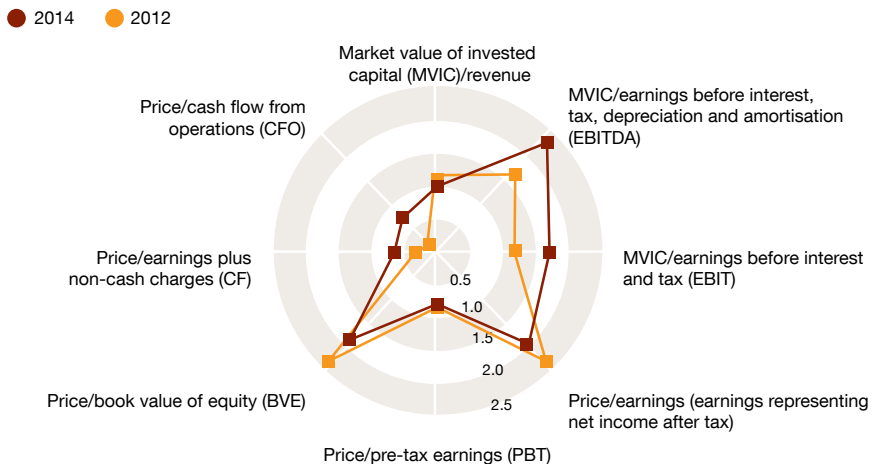 2014
2012
Market value of invested
capital (MVIC)/revenue
MVIC/earnings before interest,
tax, depreciation and amortisation
(EBITDA)
Price/cash flow from
operations (CFO)
Price/earnings plus
non-cash charges (CF)
MVIC/earnings before interest
and tax (EBIT)
0.5
1.0
1.5
2.0
2.5
Price/book value of equity (BVE)
Price/earnings (earnings representing
net income after tax)
Price/pre-tax earnings (PBT)